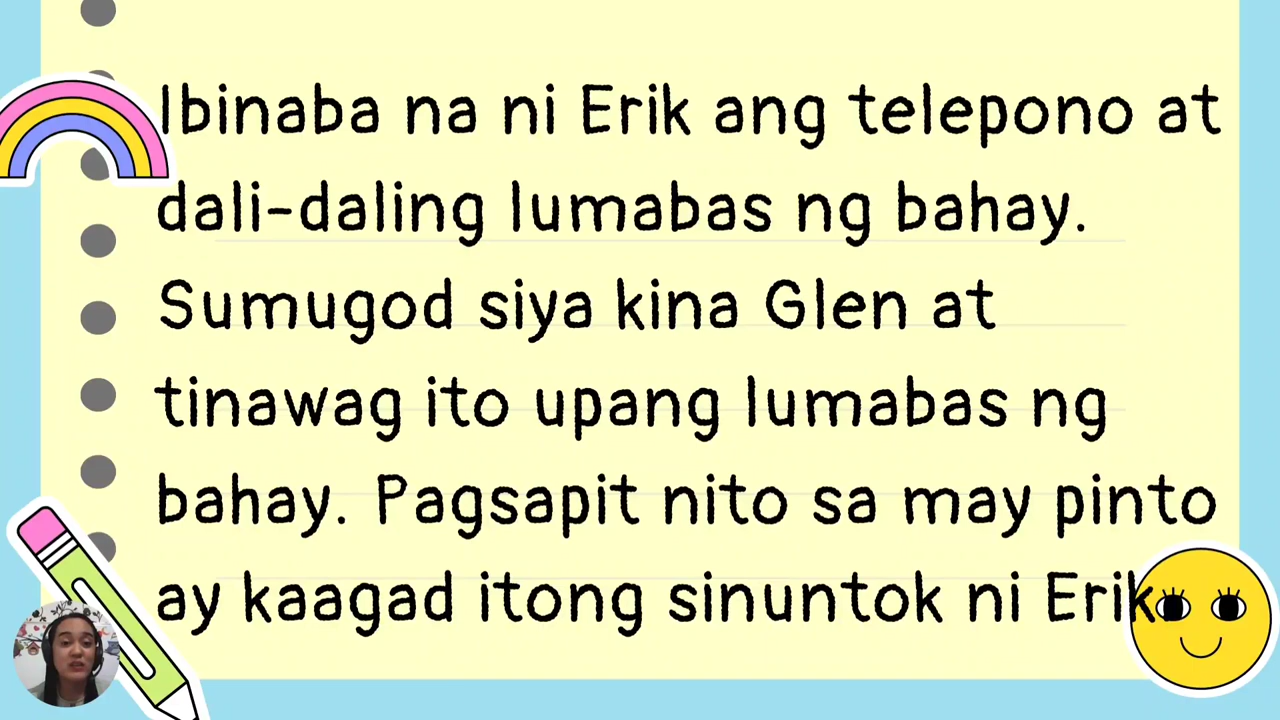 Ibinaba na ni Erik ang telepono at
dali-daling lumabas ng bahay.
Sumugod siya kina Glen at
tinawag ito upang lumabas ng
bahay. Pagsapit nito sa may pinto
ay kaagad itong sinuntok ni Erik.